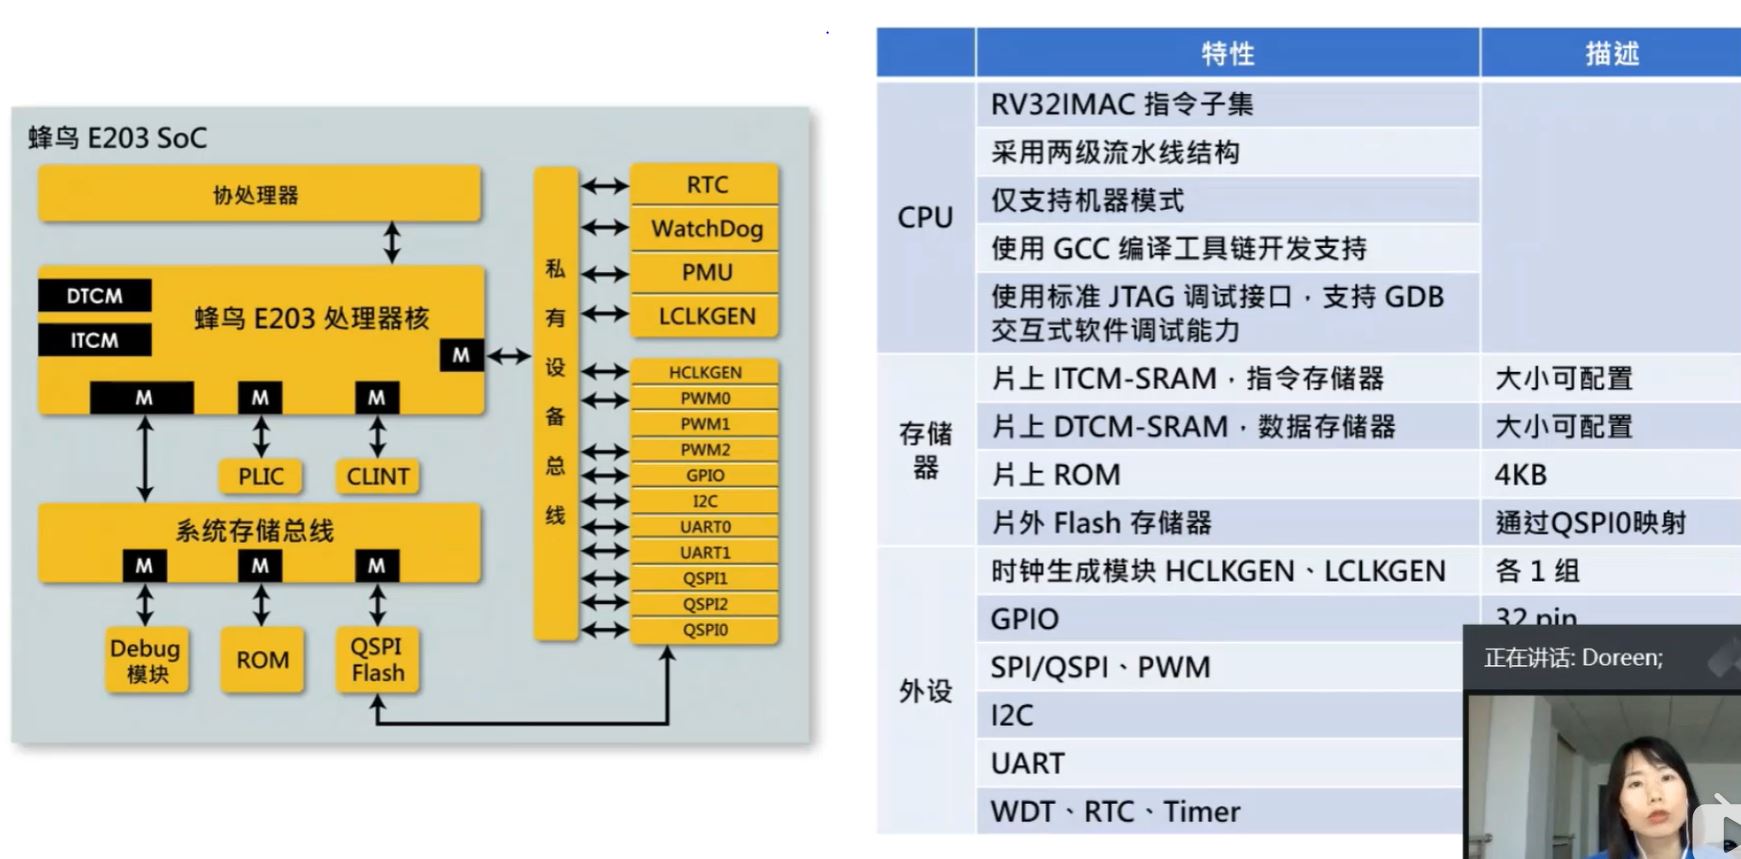 蜂鸟 E203 SoC
协处理器
DTCM
ITCM
蜂鸟 E203 处理器核
M
M
M
M
PLIC
CLINT
系统存储总线
M
M
M
Debug
模块
ROM
QSPI
Flash
私
有
设
备
总
线
RTC
WatchDog
PMU
LCLKGEN
HCLKGEN
PWM0
PWM1
PWM2
GPIO
I2C
UART0
UART1
QSPI1
QSPI2
QSPI0
特性 描述
CPU
RV32IMAC 指令子集
采用两级流水线结构
仅支持机器模式
使用 GCC 编译工具链开发支持
使用标准 JTAG 调试接口，支持 GDB
交互式软件调试能力
存储
器
片上 ITCM-SRAM，指令存储器 大小可配置
片上 DTCM-SRAM，数据存储器 大小可配置
片上 ROM 4KB
片外 Flash 存储器 通过QSPI0映射
外设
时钟生成模块 HCLKGEN、LCLKGEN 各 1 组
GPIO 32 pin
SPI/QSPI、PWM
I2C
UART
WDT、RTC、Timer
正在讲话: Doreen;